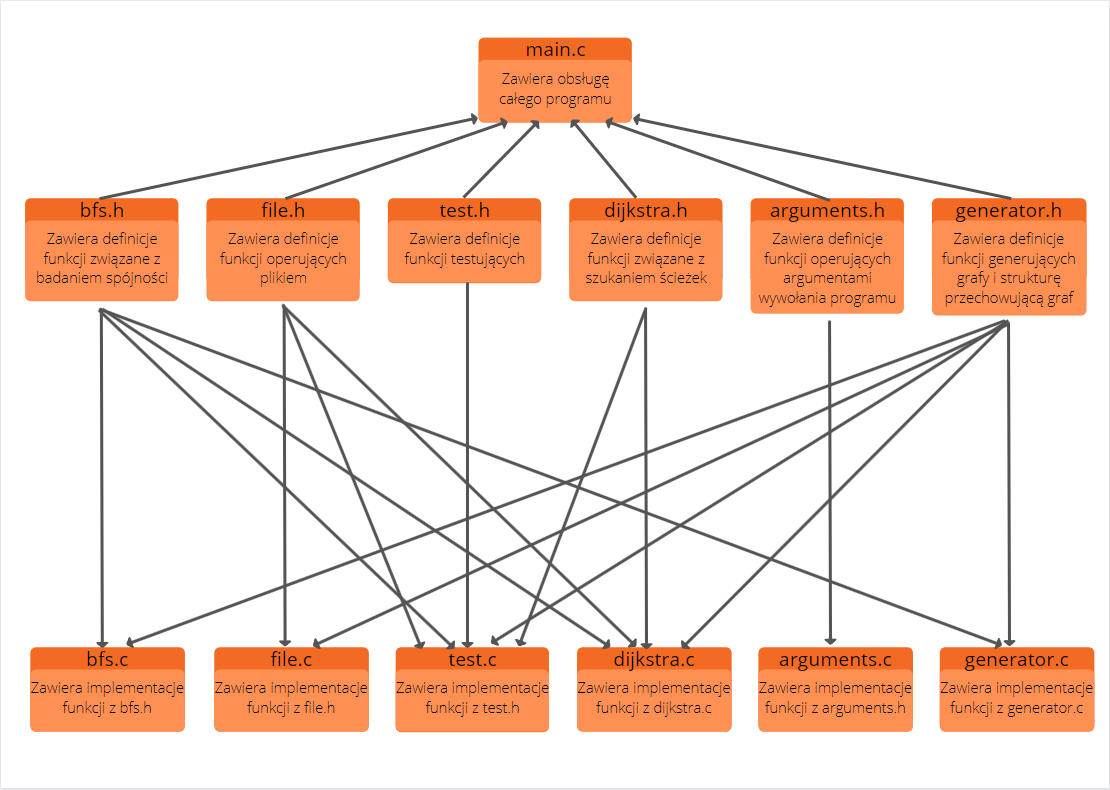 main.c
Zawiera obsługę
całego programu
bfs.h
Zawiera definicje
funkcji związane z
badaniem spójności
file.h
Zawiera definicje
funkcji operujących
plikiem
test.h
Zawiera definicje
funkcji testujących
dijkstra.h
Zawiera definicje
funkcji związane z
szukaniem ścieżek
arguments.h
Zawiera definicje
funkcji operujących
argumentami
wywołania programu
generator.h
Zawiera definicje
funkcji generujących
grafy i strukturę
przechowującą graf
bfs.c
Zawiera implementacje
funkcji z bfs.h
file.c
Zawiera implementacje
funkcji z file.h
test.c
Zawiera implementacje
funkcji z test.h
dijkstra.c
Zawiera implementacje
funkcji z dijkstra.c
arguments.c
Zawiera implementacje
funkcji z arguments.h
generator.c
Zawiera implementacje
funkcji z generator.c